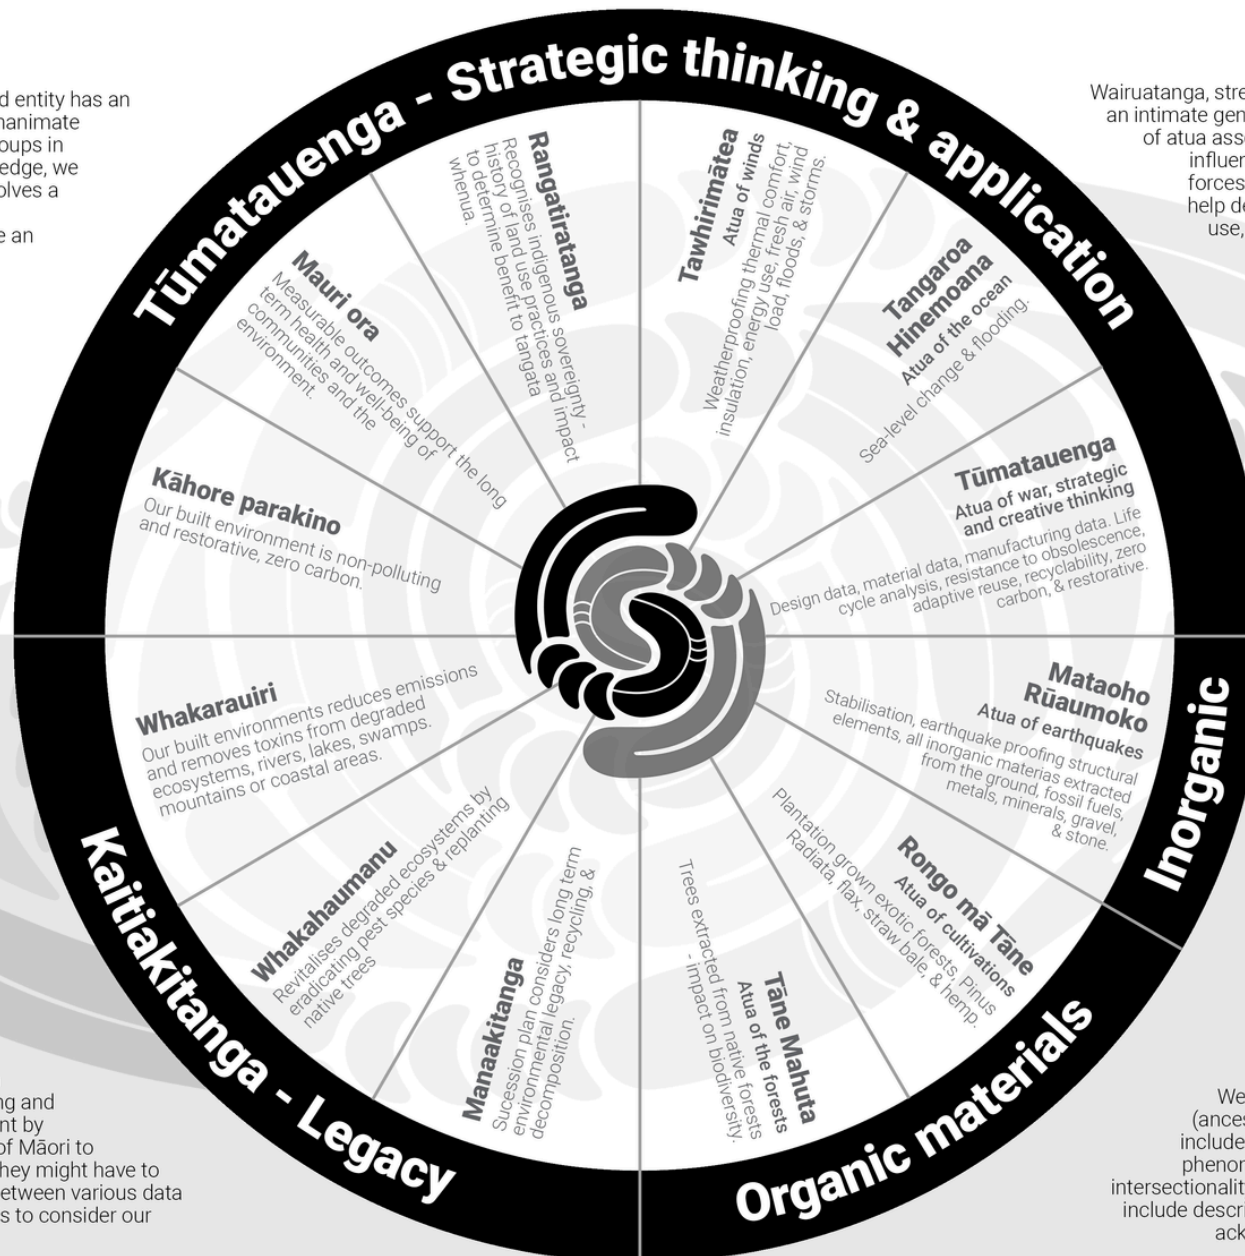 d entity has an
nanimate
oups in
edge, we
olves a
e an
Wairuatanga, stre
an intimate gen
of atua ass
influen
forces
help de
use,
Tūmatauenga - Strategic thinking & application
Rangatiratanga
Recognises indigenous sovereignty -
history of land use practices and impact
to determine benefit to tangata
whenua.
Tawhirimātea
Atua of winds
Weatherproofing thermal comfort,
insulation, energy use, fresh air, wind
load, floods, & storms.
Mauri ora
Measurable outcomes support the long
term health and well-being of
communities and the
environment.
Tangaroa
Hinemoana
Atua of the ocean
Sea-level change & flooding.
Kāhore parakino
Our built environment is non-polluting
and restorative, zero carbon.
Tūmatauenga
Atua of war, strategic
and creative thinking
Design data, material data, manufacturing data. Life
cycle analysis, resistance to obsolescence,
adaptive reuse, recyclability, zero
carbon, & restorative.
Whakarauiri
Our built environments reduces emissions
and removes toxins from degraded
ecosystems, rivers, lakes, swamps.
mountains or coastal areas.
Mataoho
Rūaumoko
Atua of earthquakes
Stabilisation, earthquake proofing structural
elements, all inorganic materias extracted
from the ground, fossil fuels,
metals, minerals, gravel,
& stone.
Inorganic
Whakahaumanu
Revitalises degraded ecosystems by
eradicating pest species & replanting
native trees
Rongo mā Tāne
Atua of cultivations
Plantation grown exotic forests, Pinus
Radiata, flax, straw bale, & hemp.
Manaakitanga
Sucession plan considers long term
environmental legacy, recycling, &
decomposition.
Tāne Mahuta
Atua of the forests
Trees extracted from native forests
- impact on biodiversity.
Kaitiakitanga - Legacy
Organic materials
ng and
nt by
of Māori to
hey might have to
etween various data
s to consider our
We
(ances
include
phenor
intersectionalit
include descri
ack